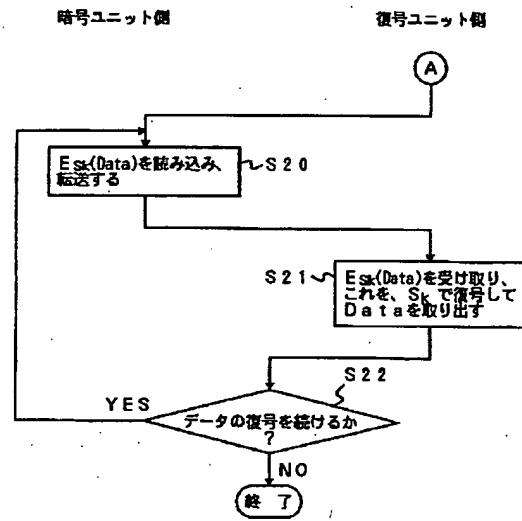 暗号ユニット側
復号ユニット側
A
ESk(Data)を読み込み、
転送する
S20
S21
ESk(Data)を受け取り、
これを、Skで復号して
Dataを取り出す
S22
YES
データの復号を続けるか
?
NO
終了